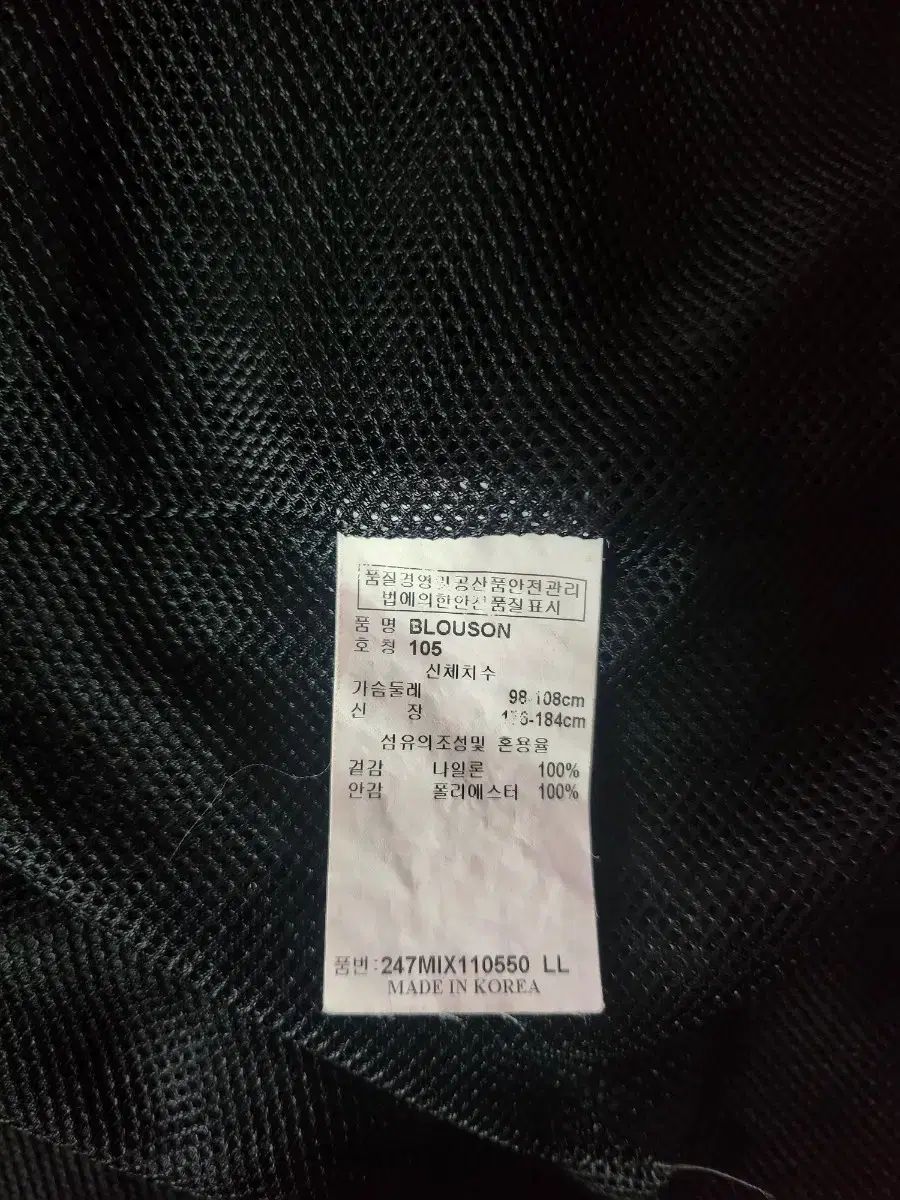 품질경영및공산품안전관리
법에의한안전품질표시
품 명 BLOUSON
호 칭 105
신체치수
가슴둘레 98-108cm
신 장 176-184cm
섬유의조성및 혼용율
겉감 나일론 100%
안감 폴리에스터 100%
품번:247MIX110550 LL
MADE IN KOREA